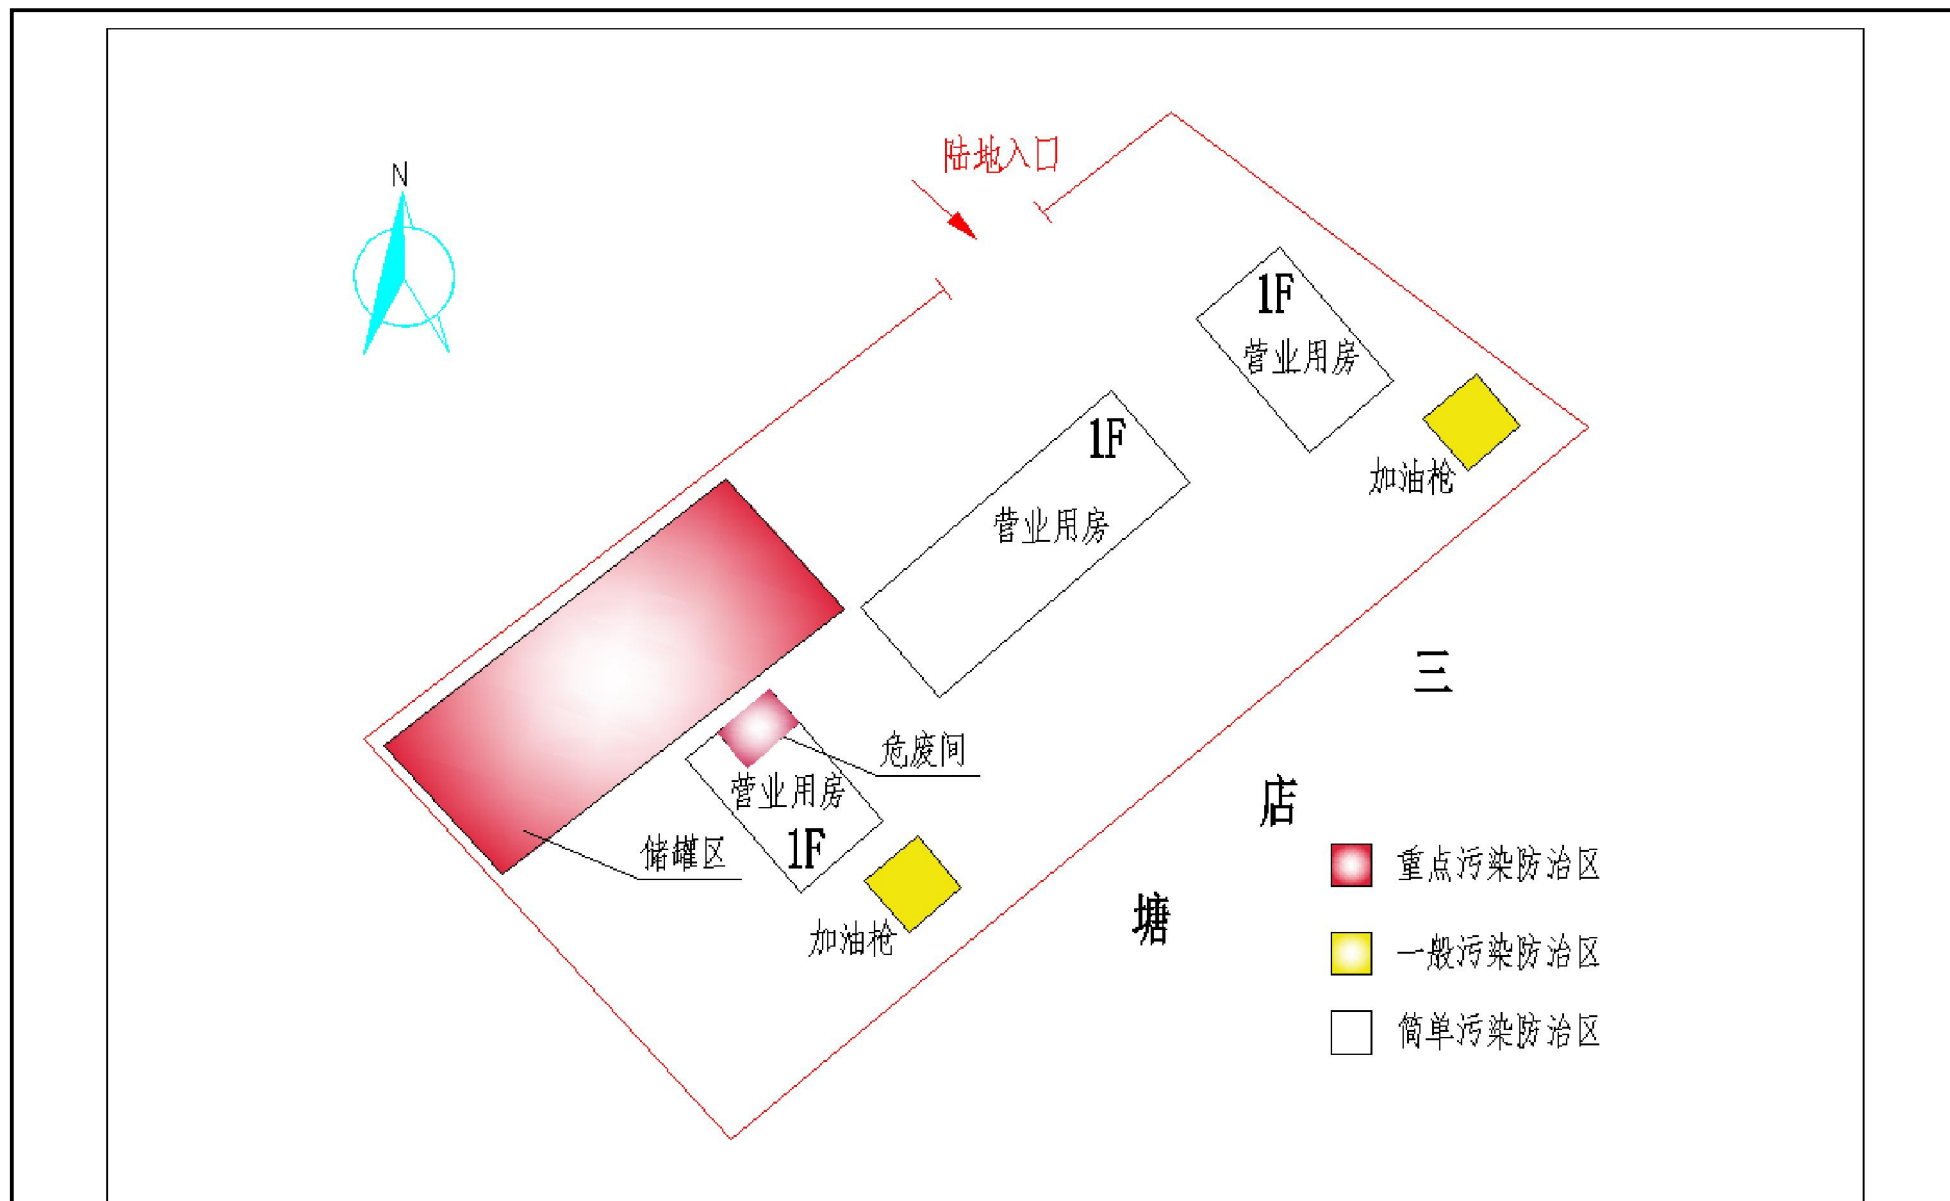 陆地入口
N
1F
营业用房
1F
加油枪
营业用房
三
危废间
店
营业用房
储罐区
1F
重点污染防治区
塘
加油枪
一般污染防治区
简单污染防治区